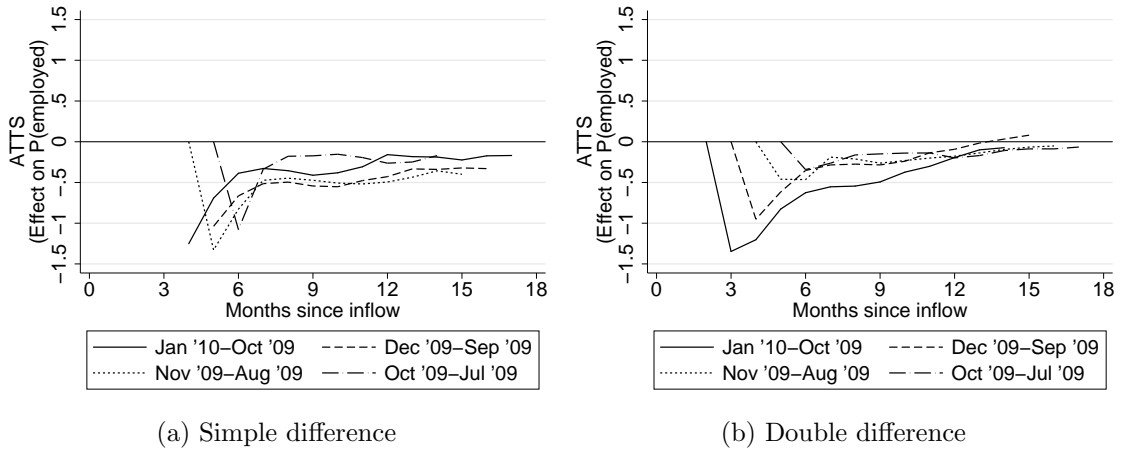 ATTS
(Effect on P(employed)
1.5
1
.5
0
−.5
−1
−1.5
0 3 6 9 12 15 18
Months since inflow
Jan ’10−Oct ’09 Dec ’09−Sep ’09
Nov ’09−Aug ’09 Oct ’09−Jul ’09
(a) Simple difference
ATTS
(Effect on P(employed)
1.5
1
.5
0
−.5
−1
−1.5
0 3 6 9 12 15 18
Months since inflow
Jan ’10−Oct ’09 Dec ’09−Sep ’09
Nov ’09−Aug ’09 Oct ’09−Jul ’09
(b) Double difference